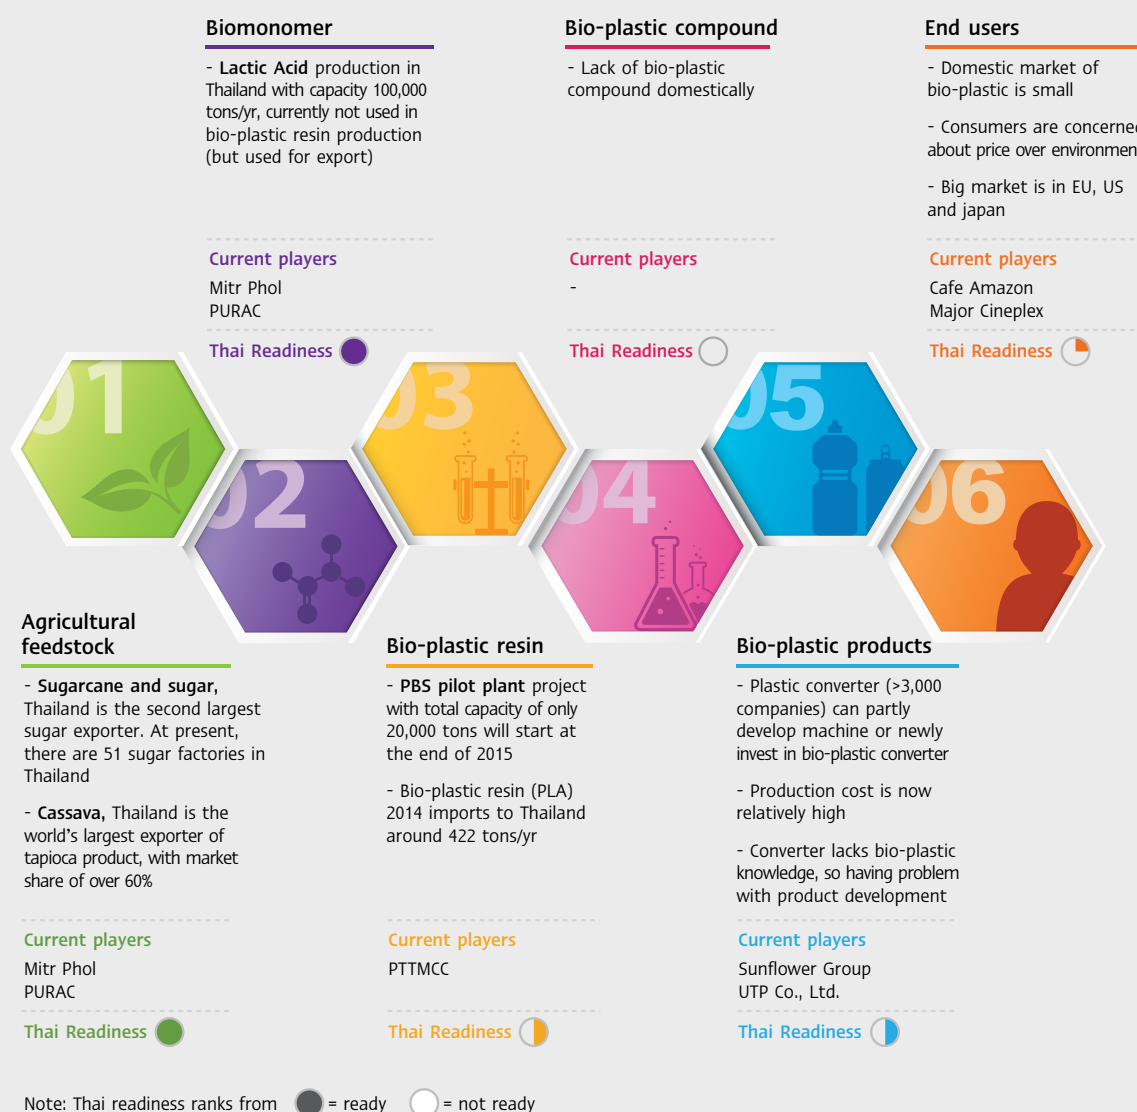 Biomonomer
- Lactic Acid production in
Thailand with capacity 100,000
tons/yr, currently not used in
bio-plastic resin production
(but used for export)
Current players
Mitr Phol
PURAC
Thai Readiness
Bio-plastic compound
- Lack of bio-plastic
compound domestically
Current players
-
Thai Readiness
End users
- Domestic market of
bio-plastic is small
- Consumers are concerned
about price over environmen
- Big market is in EU, US
and japan
Current players
Cafe Amazon
Major Cineplex
Thai Readiness
01
02
03
04
05
06
Agricultural
feedstock
- Sugarcane and sugar,
Thailand is the second largest
sugar exporter. At present,
there are 51 sugar factories in
Thailand
- Cassava, Thailand is the
world's largest exporter of
tapioca product, with market
share of over 60%
Current players
Mitr Phol
PURAC
Thai Readiness
Bio-plastic resin
- PBS pilot plant project
with total capacity of only
20,000 tons will start at
the end of 2015
- Bio-plastic resin (PLA)
2014 imports to Thailand
around 422 tons/yr
Current players
PTTMCC
Thai Readiness
Bio-plastic products
- Plastic converter (>3,000
companies) can partly
develop machine or newly
invest in bio-plastic converter
- Production cost is now
relatively high
- Converter lacks bio-plastic
knowledge, so having problem
with product development
Current players
Sunflower Group
UTP Co., Ltd.
Thai Readiness
Note: Thai readiness ranks from = ready = not ready